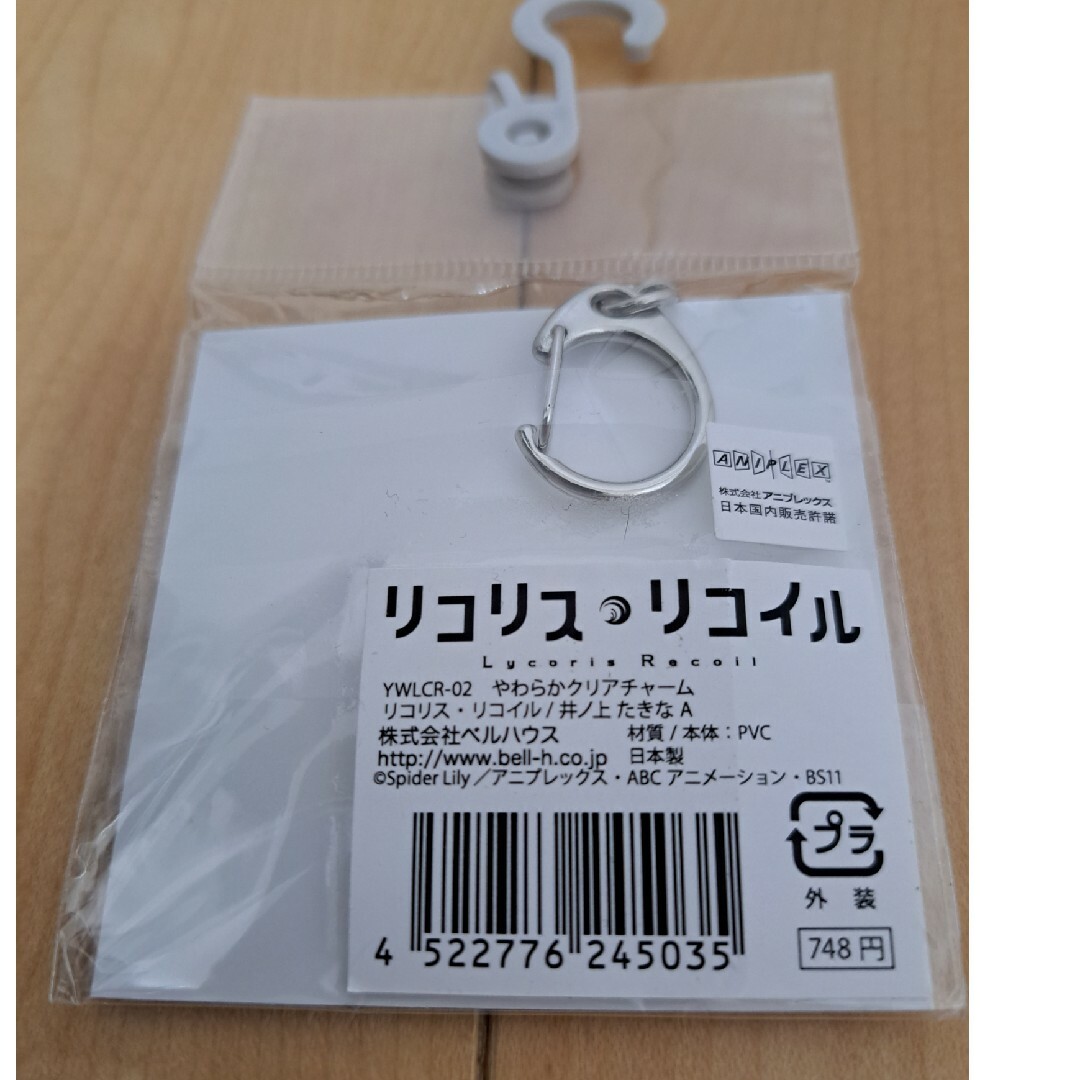 ANIPLEX
株式会社アニプレックス
日本国内販売許諾
リコリス・リコイル
Lycoris Recoil
YWLCR-02　やわらかクリアチャーム
リコリス・リコイル/井ノ上 たきな A
株式会社ベルハウス　材質/本体：PVC
http://www.bell-h.co.jp　日本製
©Spider Lily／アニプレックス・ABC アニメーション・BS11
プラ
外装
4 522776 245035
748円